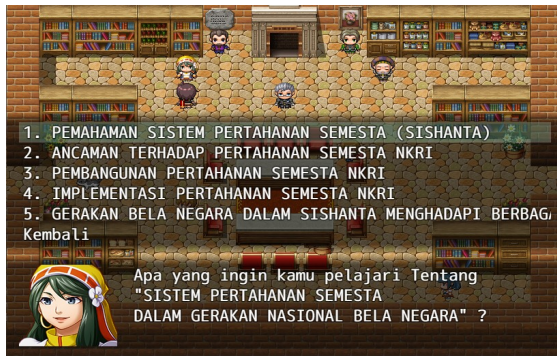 1. PEMAHAMAN SISTEM PERTAHANAN SEMESTA (SISHANTA)
2. ANCAMAN TERHADAP PERTAHANAN SEMESTA NKRI
3. PEMBANGUNAN PERTAHANAN SEMESTA NKRI
4. IMPLEMENTASI PERTAHANAN SEMESTA NKRI
5. GERAKAN BELA NEGARA DALAM SISHANTA MENGHADAPI BERBAGA
Kembali
Apa yang ingin kamu pelajari Tentang
"SISTEM PERTAHANAN SEMESTA
DALAM GERAKAN NASIONAL BELA NEGARA" ?